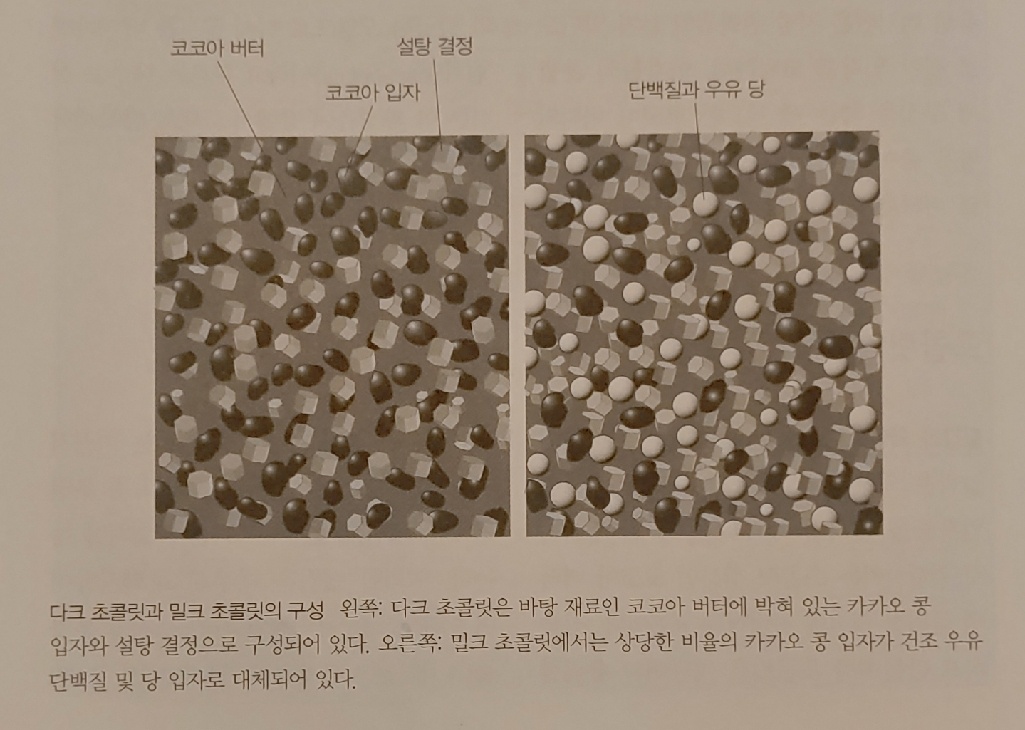 코코아 버터
설탕 결정
코코아 입자
단백질과 우유 당
다크 초콜릿과 밀크 초콜릿의 구성 왼쪽: 다크 초콜릿은 바탕 재료인 코코아 버터에 박혀 있는 카카오 콩
입자와 설탕 결정으로 구성되어 있다. 오른쪽: 밀크 초콜릿에서는 상당한 비율의 카카오 콩 입자가 건조 우유
단백질 및 당 입자로 대체되어 있다.